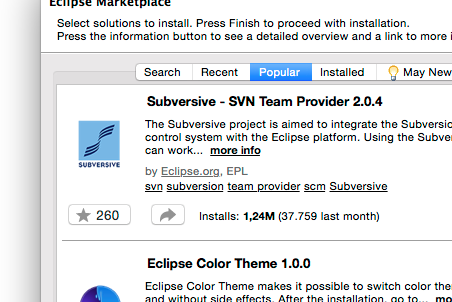 Eclipse Marketplace
Select solutions to install. Press Finish to proceed with installation.
Press the information button to see a detailed overview and a link to more
Search Recent Popular Installed May New
Subversive - SVN Team Provider 2.0.4
The Subversive project is aimed to integrate the
control system with the Eclipse platform. Using the
can work... more info
SUBVERSIVE
by Eclipse.org, EPL
svn subversion team provider scm Subversive
260 Installs: 1,24M (37.759 last month)
Eclipse Color Theme 1.0.0
Eclipse Color Theme makes it possible to switch color
and without side effects. After the installation, go to...